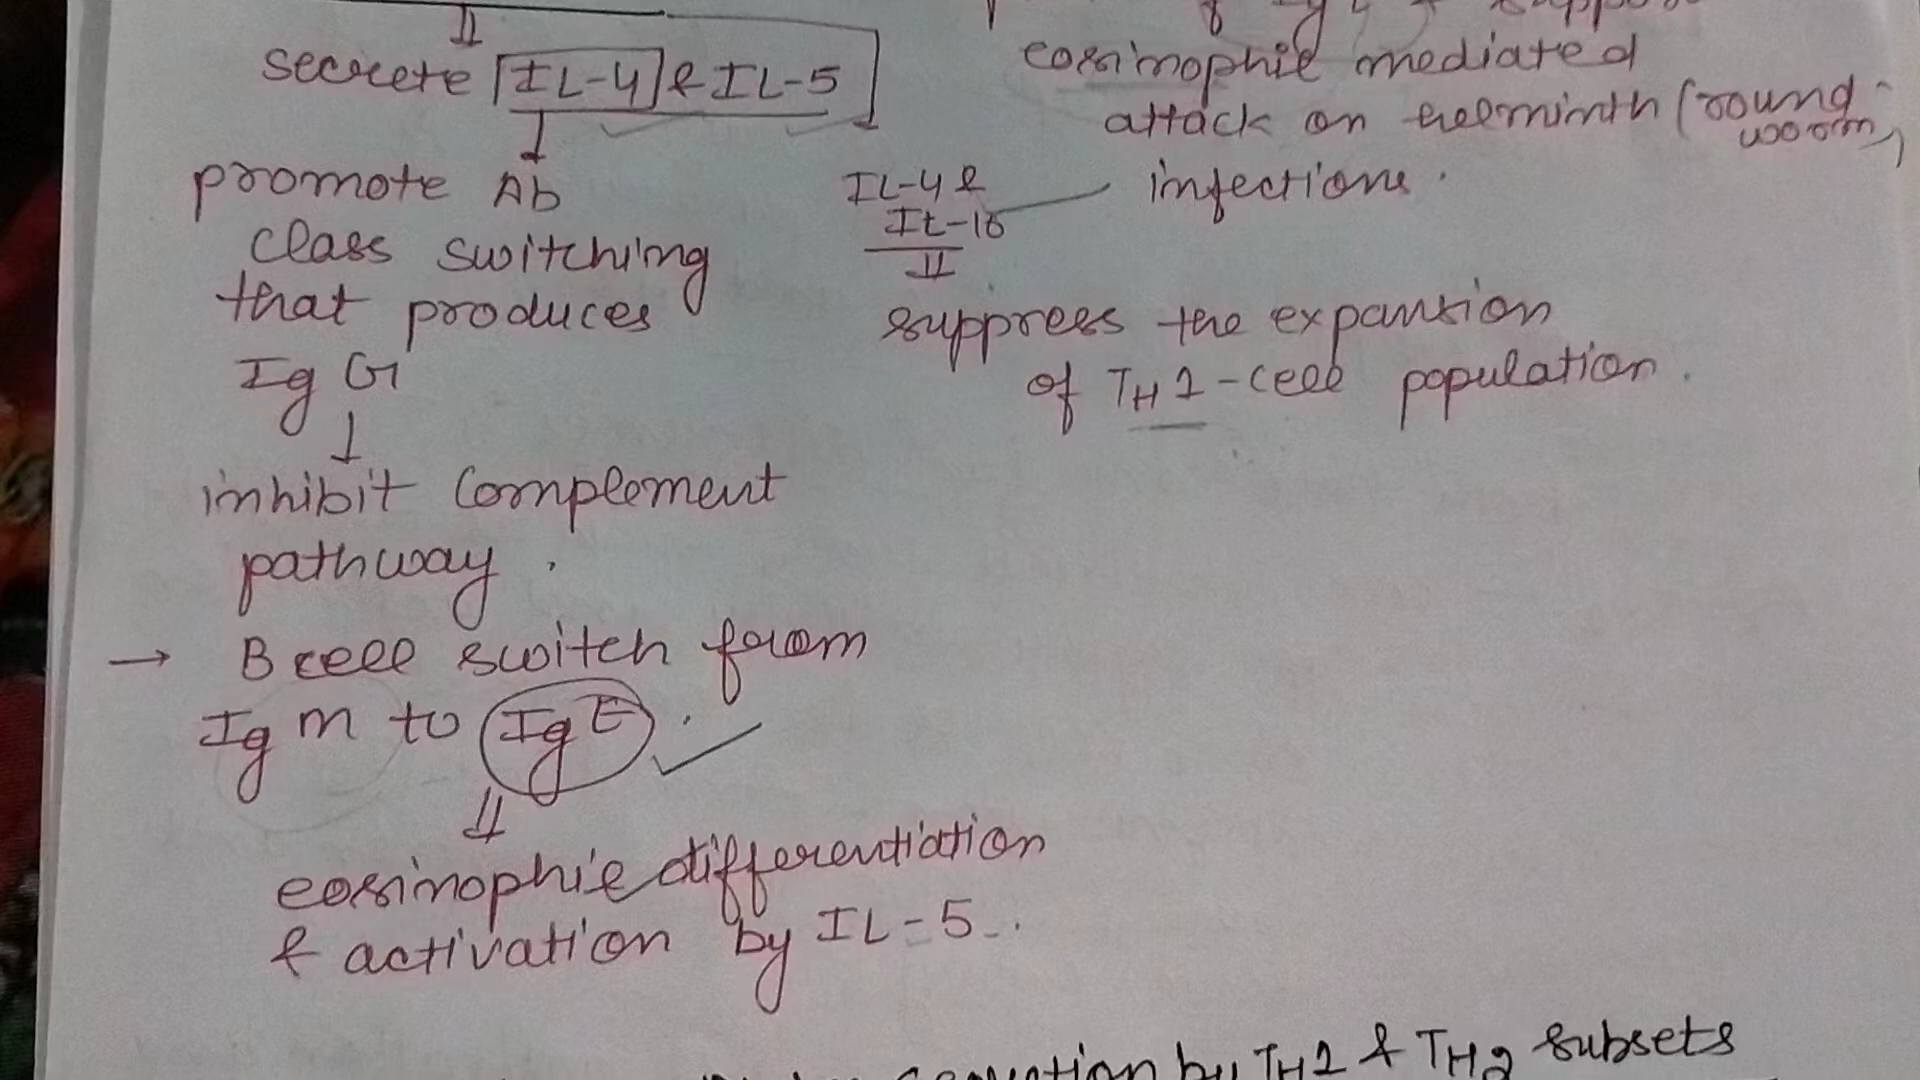 secrete IL-4 & IL-5
promote Ab
class switching
that produces
IgG1
inhibit complement
pathway.
→ B cell switch from
IgM to IgE.
eosinophil differentiation
& activation by IL-5.
eosinophil mediated
attack on helminth (round-
woorm)
infections.
IL-4 &
IL-10
suppress the expansion
of TH1-cell population.
by TH1 & TH2 subsets